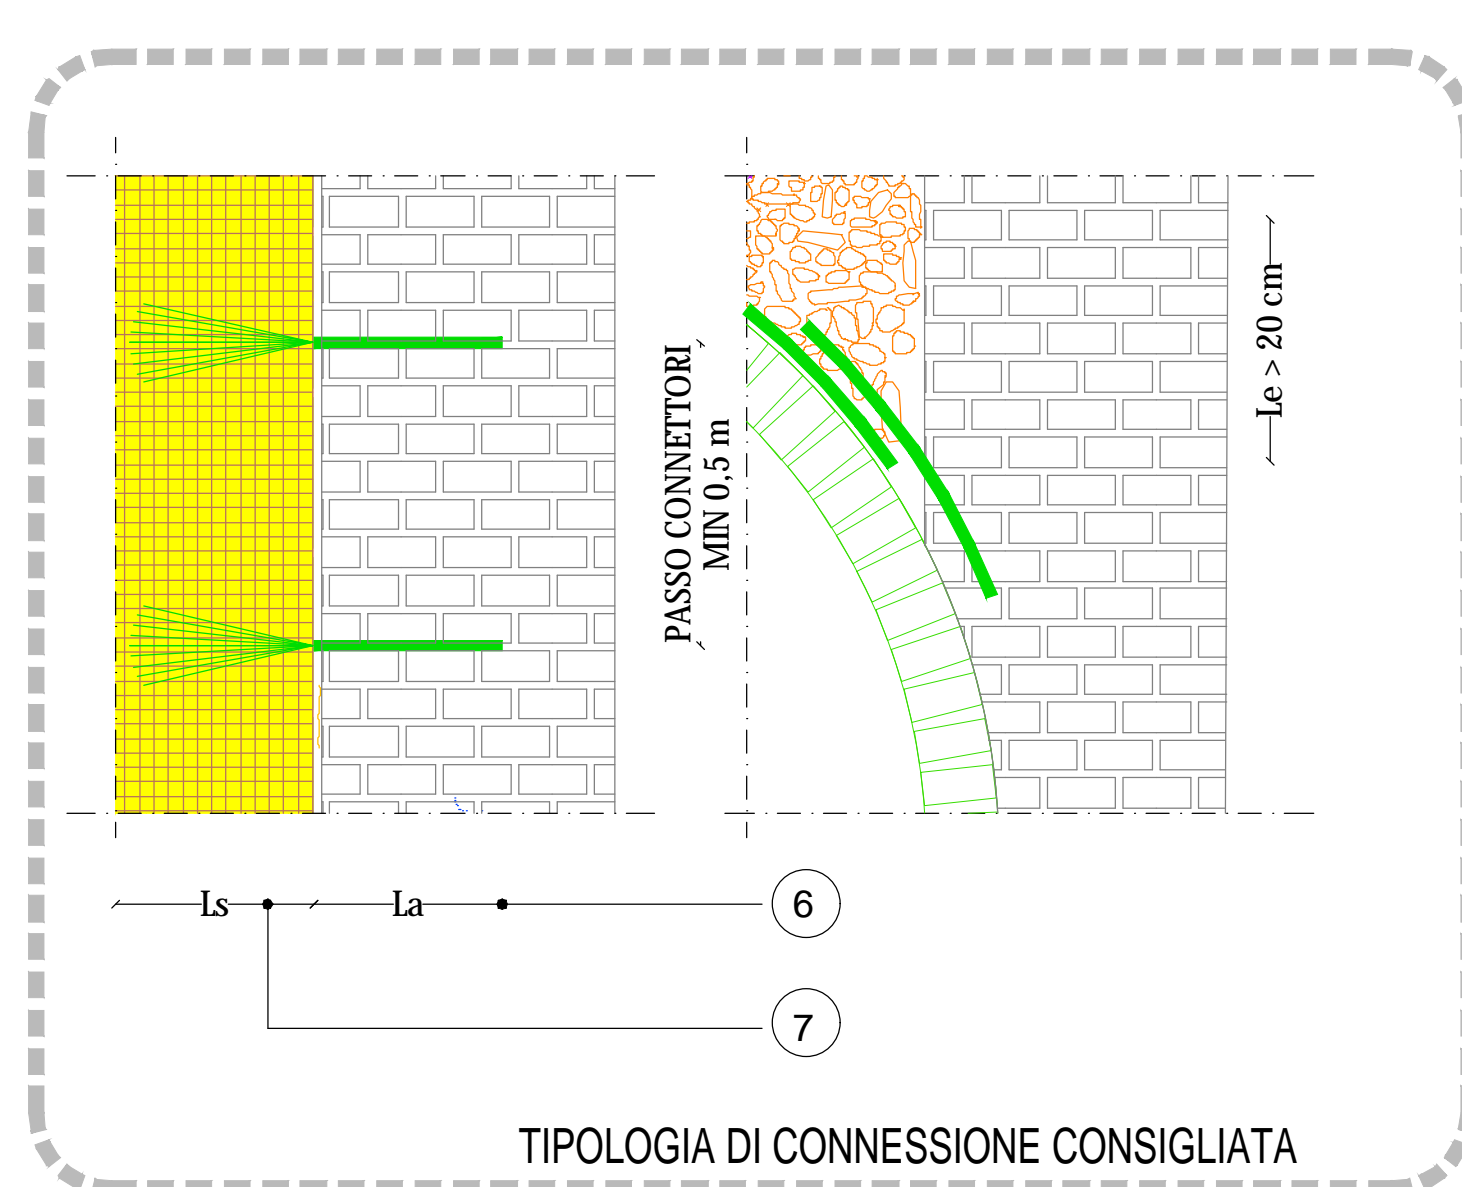 PASSO CONNETTORI
MIN 0,5 m
Le > 20 cm
Ls
La
6
7
TIPOLOGIA DI CONNESSIONE CONSIGLIATA